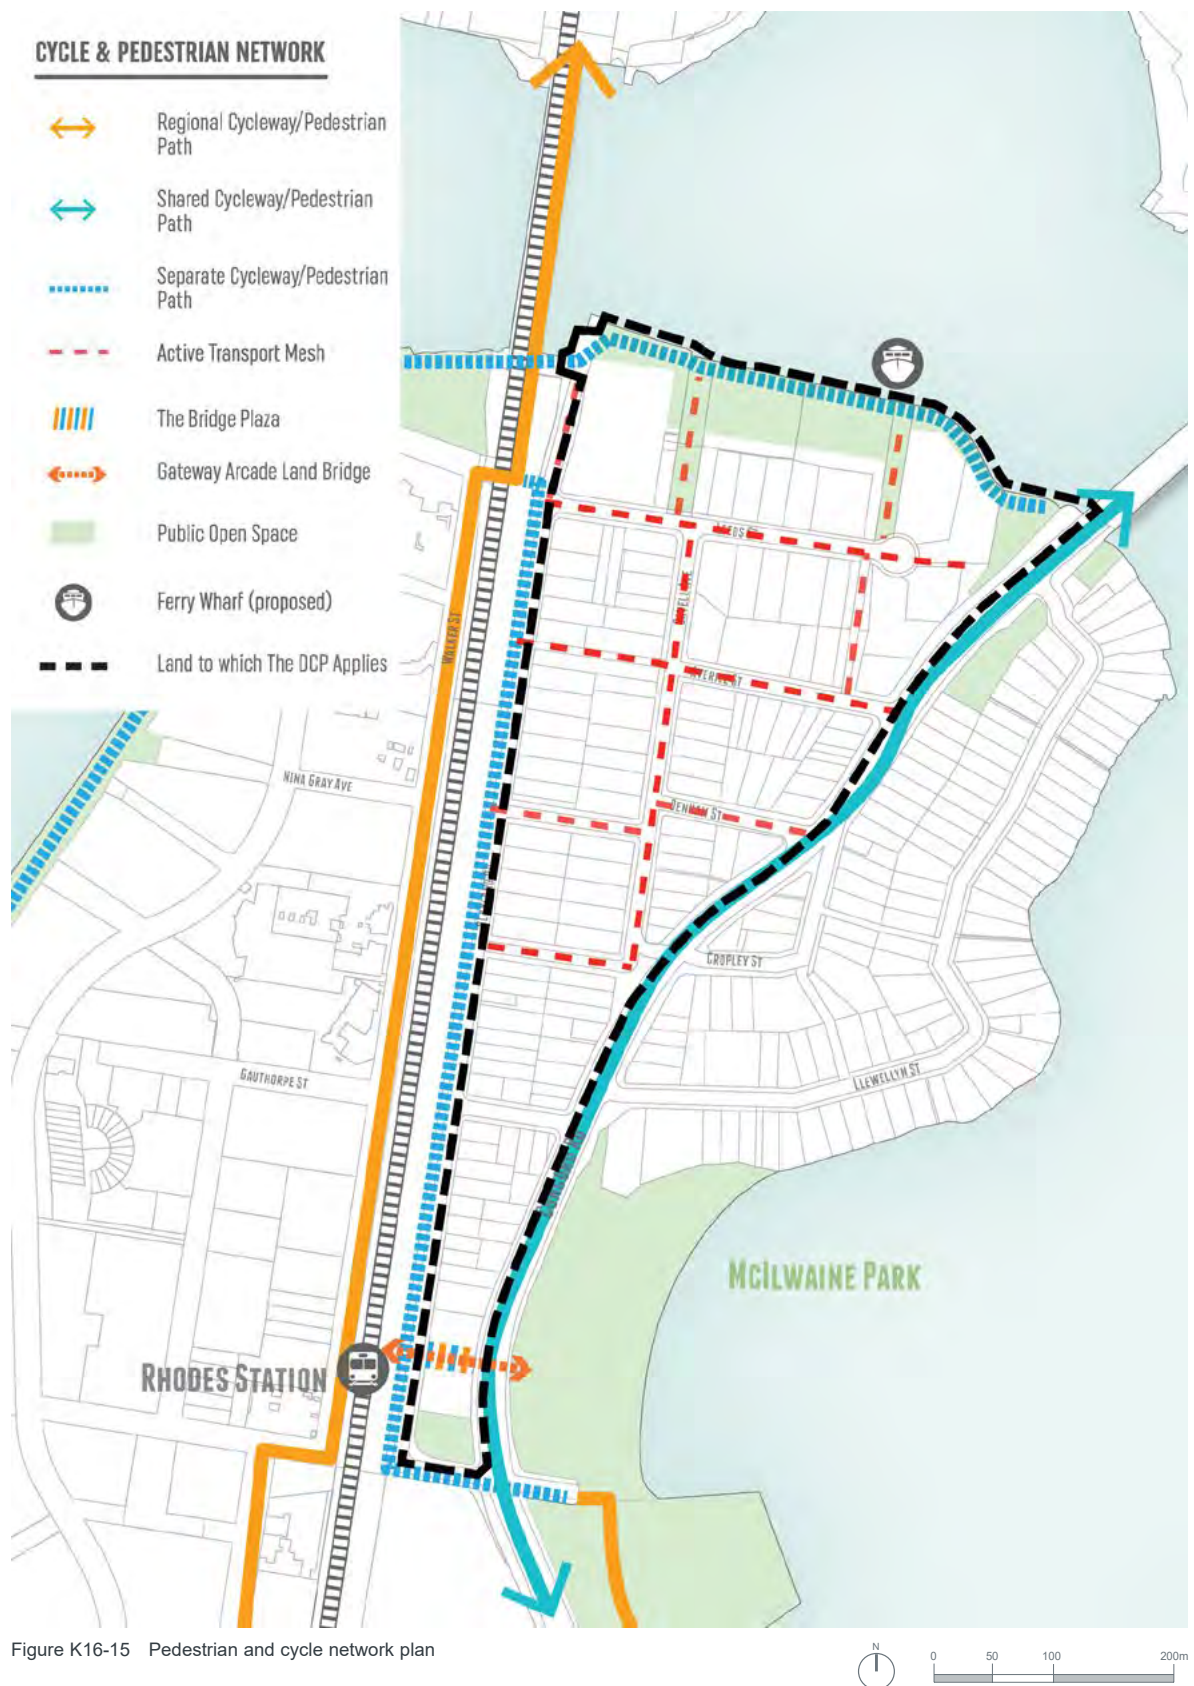 CYCLE & PEDESTRIAN NETWORK
Regional Cycleway/Pedestrian
Path
Shared Cycleway/Pedestrian
Path
Separate Cycleway/Pedestrian
Path
Active Transport Mesh
The Bridge Plaza
Gateway Arcade Land Bridge
Public Open Space
Ferry Wharf (proposed)
Land to which The DCP Applies
WALKER ST
AVERILL ST
DENHAM ST
NINA GRAY AVE
CROPLEY ST
GAUTHORPE ST
LLEWELLYN ST
MCILWAINE PARK
RHODES STATION
Figure K16-15 Pedestrian and cycle network plan
N
0 50 100 200m